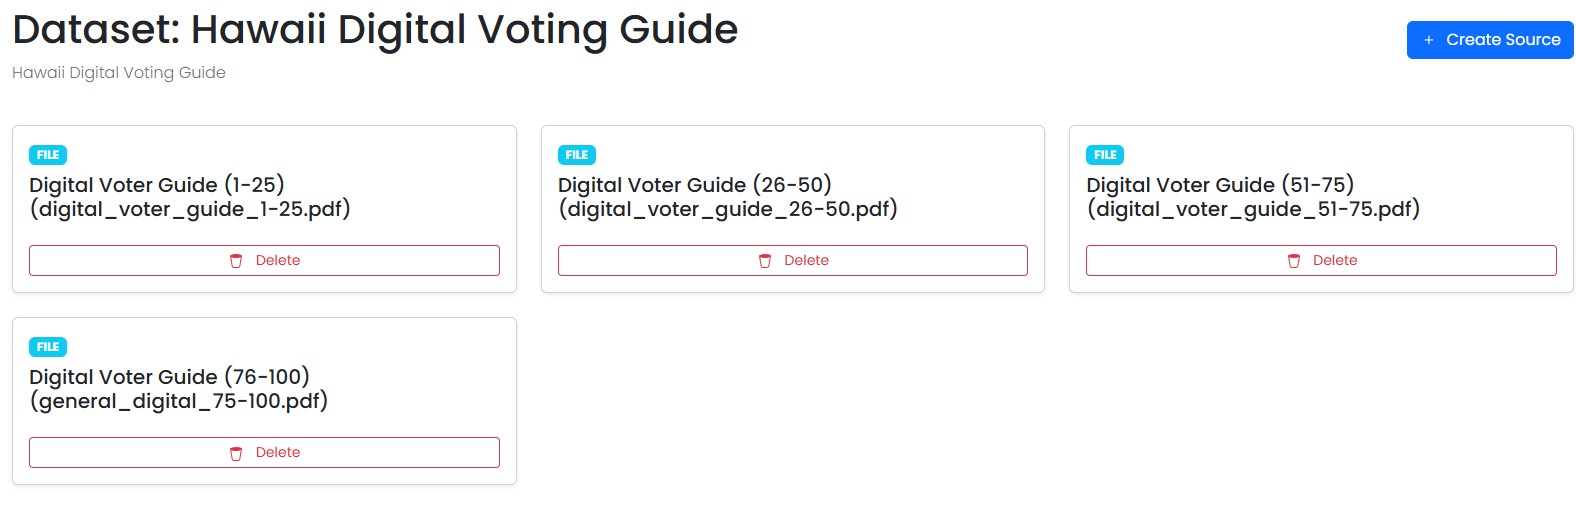 Dataset: Hawaii Digital Voting Guide
+ Create Source
Hawaii Digital Voting Guide
FILE
Digital Voter Guide (1-25)
(digital_voter_guide_1-25.pdf)
Delete
FILE
Digital Voter Guide (26-50)
(digital_voter_guide_26-50.pdf)
Delete
FILE
Digital Voter Guide (51-75)
(digital_voter_guide_51-75.pdf)
Delete
FILE
Digital Voter Guide (76-100)
(general_digital_75-100.pdf)
Delete